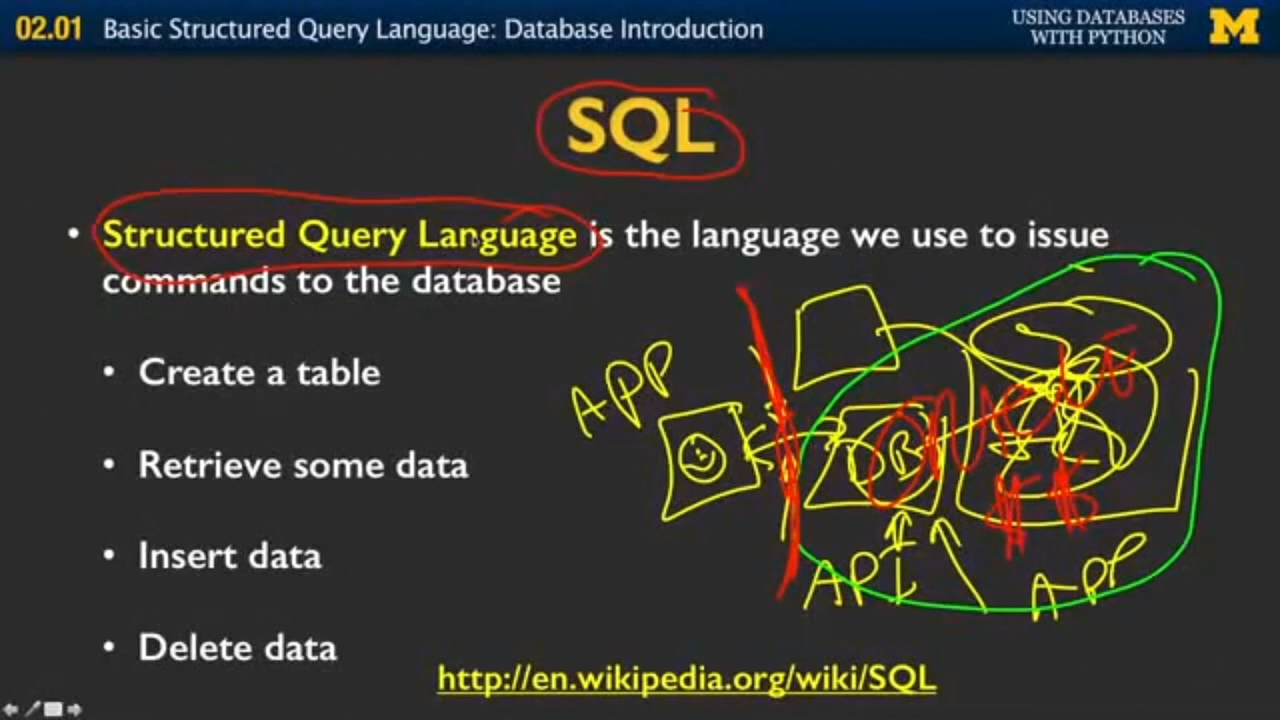 02.01 Basic Structured Query Language: Database Introduction
USING DATABASES
WITH PYTHON
M
SQL
• Structured Query Language is the language we use to issue
commands to the database
• Create a table
• Retrieve some data
• Insert data
• Delete data
APP
DB
API
APP
$ $
http://en.wikipedia.org/wiki/SQL